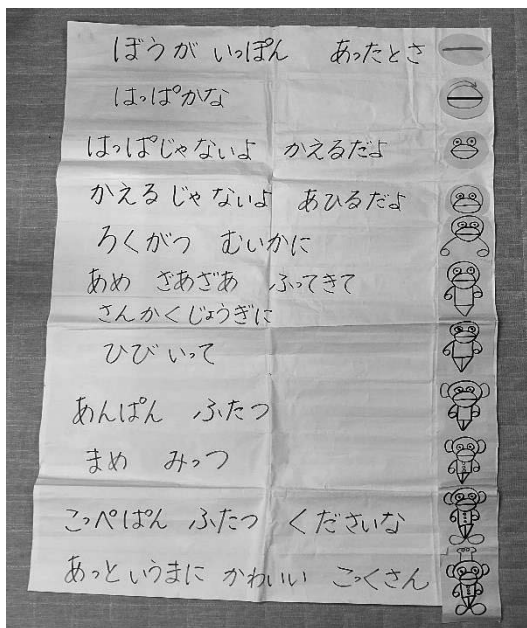 ぼうが いっぽん あったとさ
はっぱかな
はっぱじゃないよ かえるだよ
かえるじゃないよ あひるだよ
ろくがつ むいかに
あめ ざあざあ ふってきて
さんかくじょうぎに
ひびいって
あんぱん ふたつ
まめ みっつ
こっぺぱん ふたつ くださいな
あっというまに かわいい こっくさん